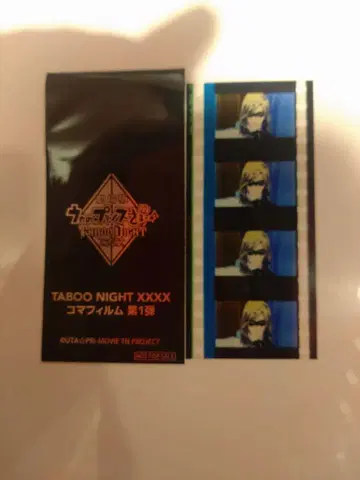 TABOO NIGHT XXXX
コマフィルム 第1弾
©UTA☆PRI-MOVIE TN PROJECT
NOT FOR SALE